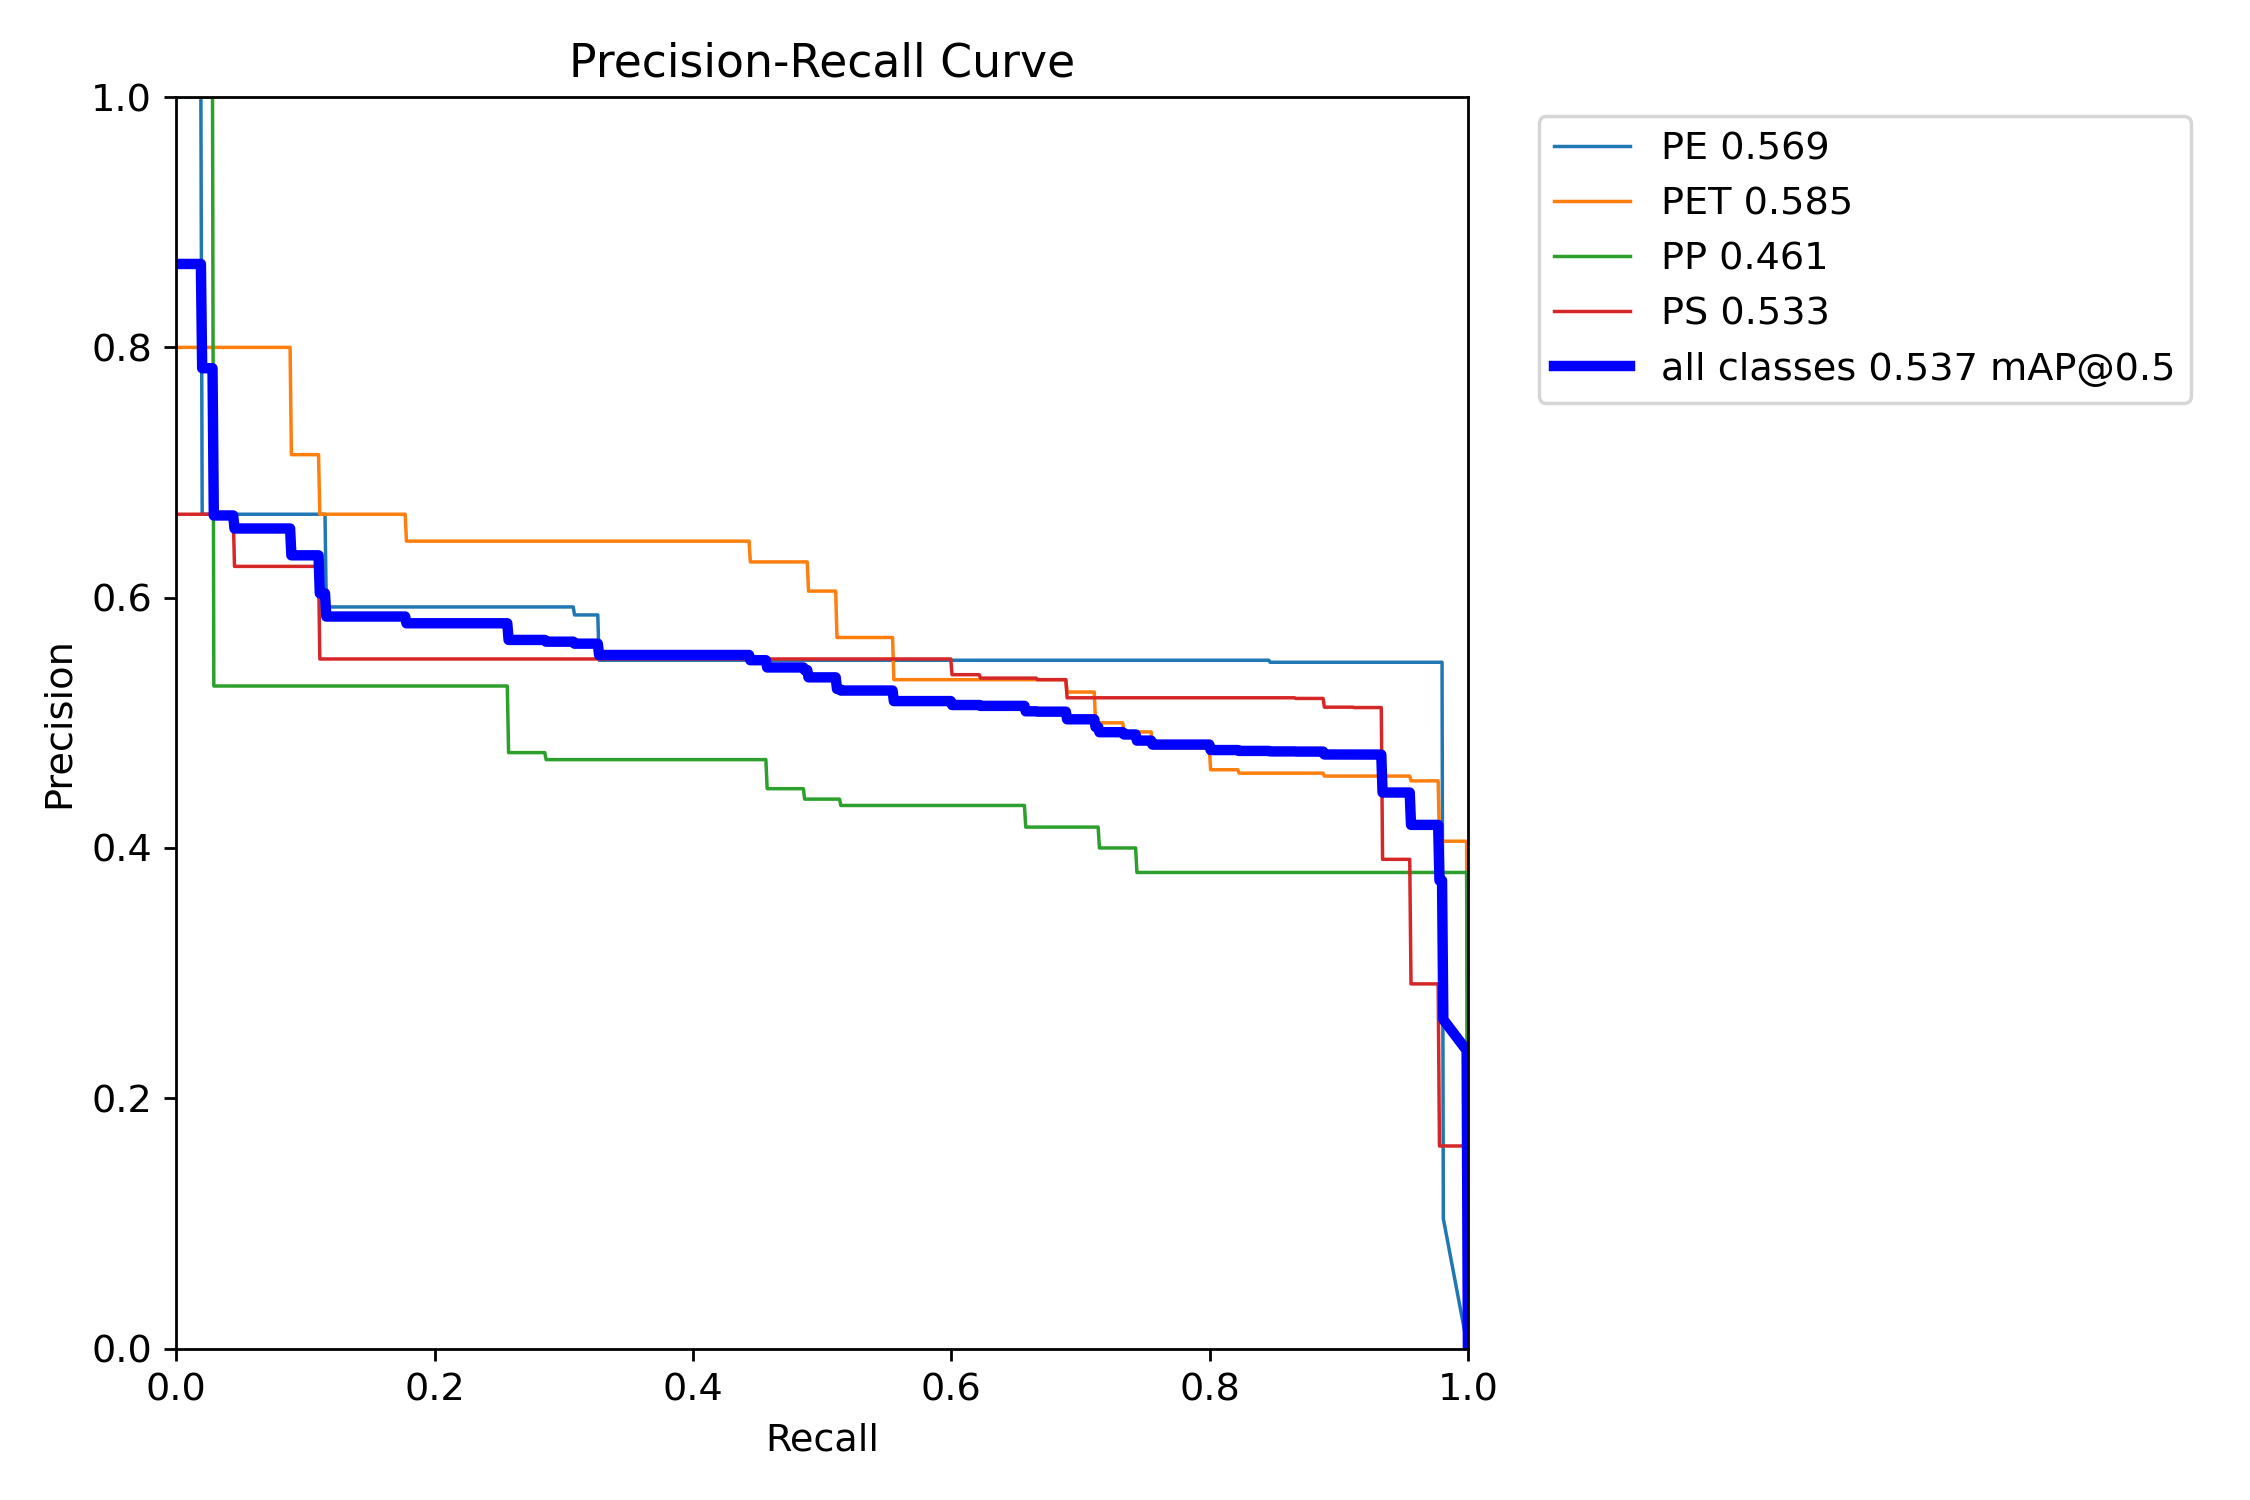 Precision-Recall Curve
1.0
0.8
0.6
0.4
0.2
0.0
Precision
0.0 0.2 0.4 0.6 0.8 1.0
Recall
PE 0.569
PET 0.585
PP 0.461
PS 0.533
all classes 0.537 mAP@0.5